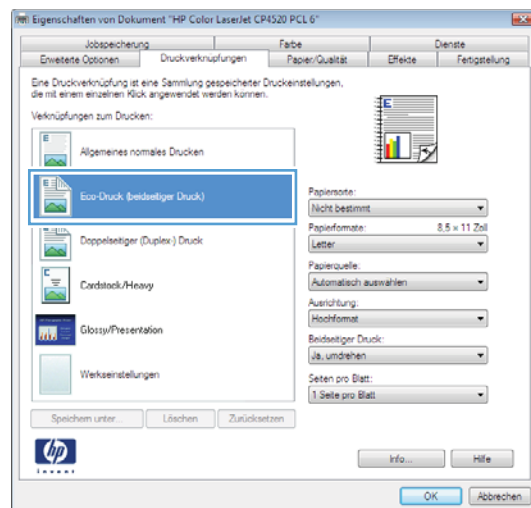 Eigenschaften von Dokument "HP Color LaserJet CP4520 PCL 6"
Jobspeicherung Farbe Dienste
Erweiterte Optionen Druckverknüpfungen Papier/Qualität Effekte Fertigstellung
Eine Druckverknüpfung ist eine Sammlung gespeicherter Druckeinstellungen,
die mit einem einzelnen Klick angewendet werden können.
Verknüpfungen zum Drucken:
Allgemeines normales Drucken
Eco-Druck (beidseitiger Druck)
Doppelseitiger (Duplex-) Druck
Cardstock/Heavy
Glossy/Presentation
Werkseinstellungen
Speichern unter... Löschen Zurücksetzen
E
Papiersorte:
Nicht bestimmt
Papierformate: 8,5 × 11 Zoll
Letter
Papierquelle:
Automatisch auswählen
Ausrichtung:
Hochformat
Beidseitiger Druck:
Ja, umdrehen
Seiten pro Blatt:
1 Seite pro Blatt
hp
invent
Info... Hilfe
OK Abbrechen